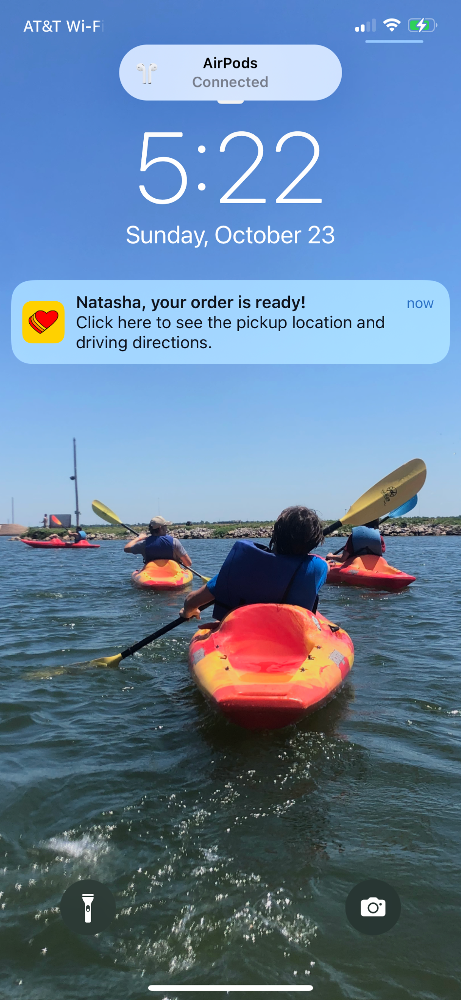 AT&T Wi-Fi
AirPods
Connected
5:22
Sunday, October 23
Natasha, your order is ready!
now
Click here to see the pickup location and
driving directions.